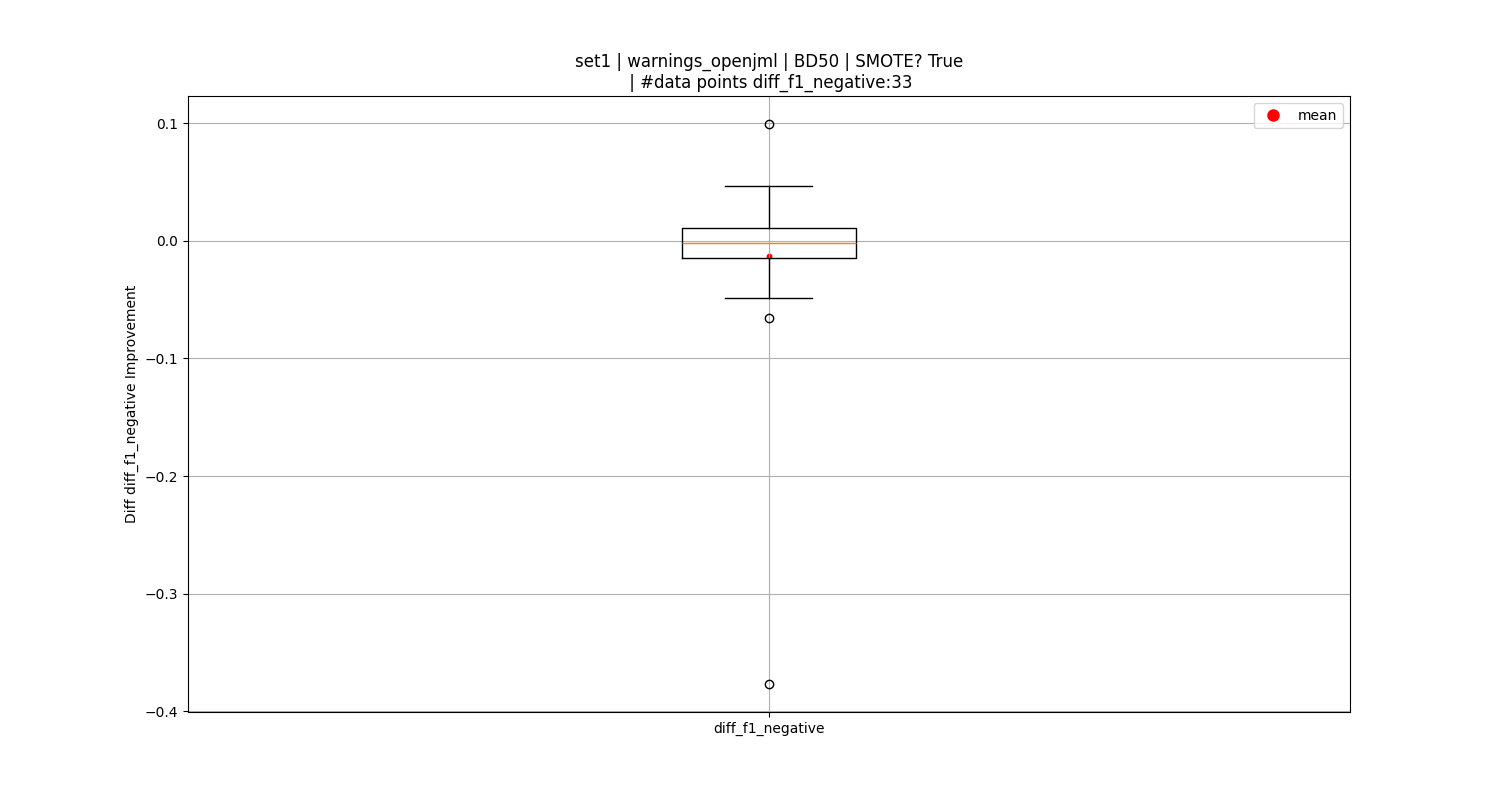 set1 | warnings_openjml | BD50 | SMOTE? True
| #data points diff_f1_negative:33
mean
0.1
0.0
−0.1
−0.2
−0.3
−0.4
Diff diff_f1_negative Improvement
diff_f1_negative